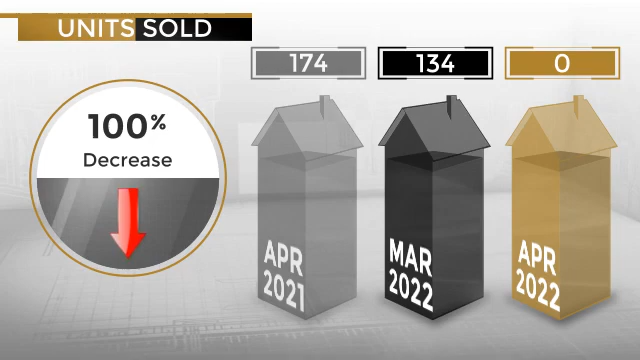 UNITS SOLD
174
134
0
100%
Decrease
APR
2021
MAR
2022
APR
2022